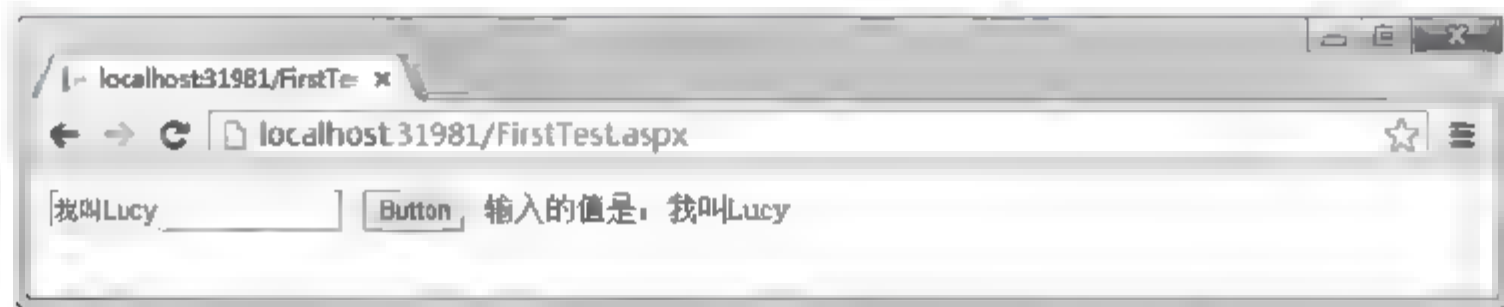 localhost:31981/FirstTe
localhost:31981/FirstTest.aspx
我叫Lucy Button 输入的值是：我叫Lucy